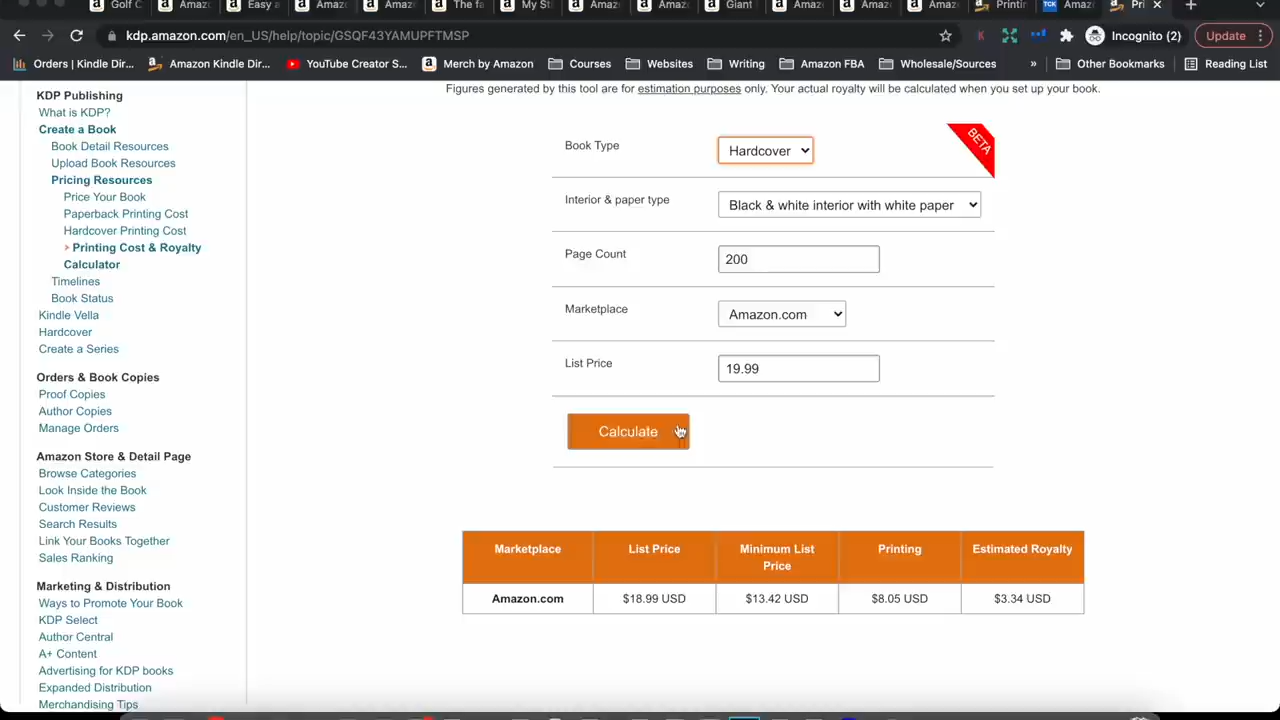 Golf C
Amazo
Easy a
Amazo
Amazo
The fa
My St
Amazo
Amazo
Giant
Amazo
Amazo
Amazo
Printin
Amazo
Pri
kdp.amazon.com/en_US/help/topic/GSQF43YAMUPFTMSP
Incognito (2)
Update
Orders | Kindle Dir...
Amazon Kindle Dir...
YouTube Creator S...
Merch by Amazon
Courses
Websites
Writing
Amazon FBA
Wholesale/Sources
»
Other Bookmarks
Reading List
KDP Publishing
What is KDP?
Create a Book
Book Detail Resources
Upload Book Resources
Pricing Resources
Price Your Book
Paperback Printing Cost
Hardcover Printing Cost
› Printing Cost & Royalty
Calculator
Timelines
Book Status
Kindle Vella
Hardcover
Create a Series
Orders & Book Copies
Proof Copies
Author Copies
Manage Orders
Amazon Store & Detail Page
Browse Categories
Look Inside the Book
Customer Reviews
Search Results
Link Your Books Together
Sales Ranking
Marketing & Distribution
Ways to Promote Your Book
KDP Select
Author Central
A+ Content
Advertising for KDP books
Expanded Distribution
Merchandising Tips
Figures generated by this tool are for estimation purposes only. Your actual royalty will be calculated when you set up your book.
BETA
Book Type
Hardcover
Interior & paper type
Black & white interior with white paper
Page Count
200
Marketplace
Amazon.com
List Price
19.99
Calculate
Marketplace List Price Minimum List Price Printing Estimated Royalty
Amazon.com $18.99 USD $13.42 USD $8.05 USD $3.34 USD